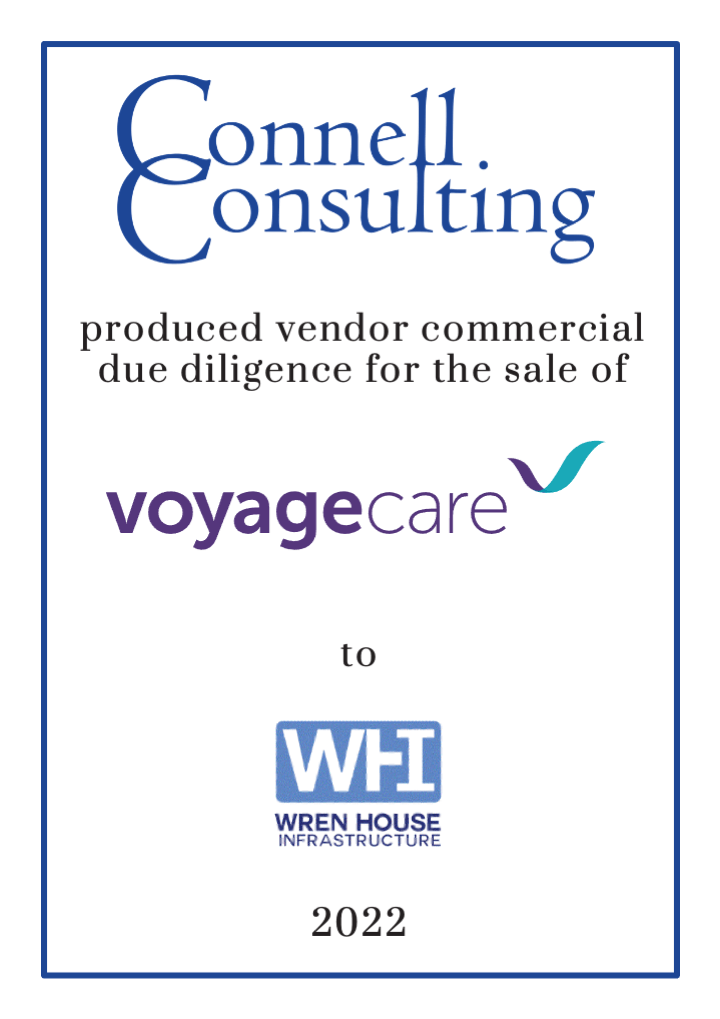 Connell
Consulting
produced vendor commercial
due diligence for the sale of
voyagecare
to
WHI
WREN HOUSE
INFRASTRUCTURE
2022